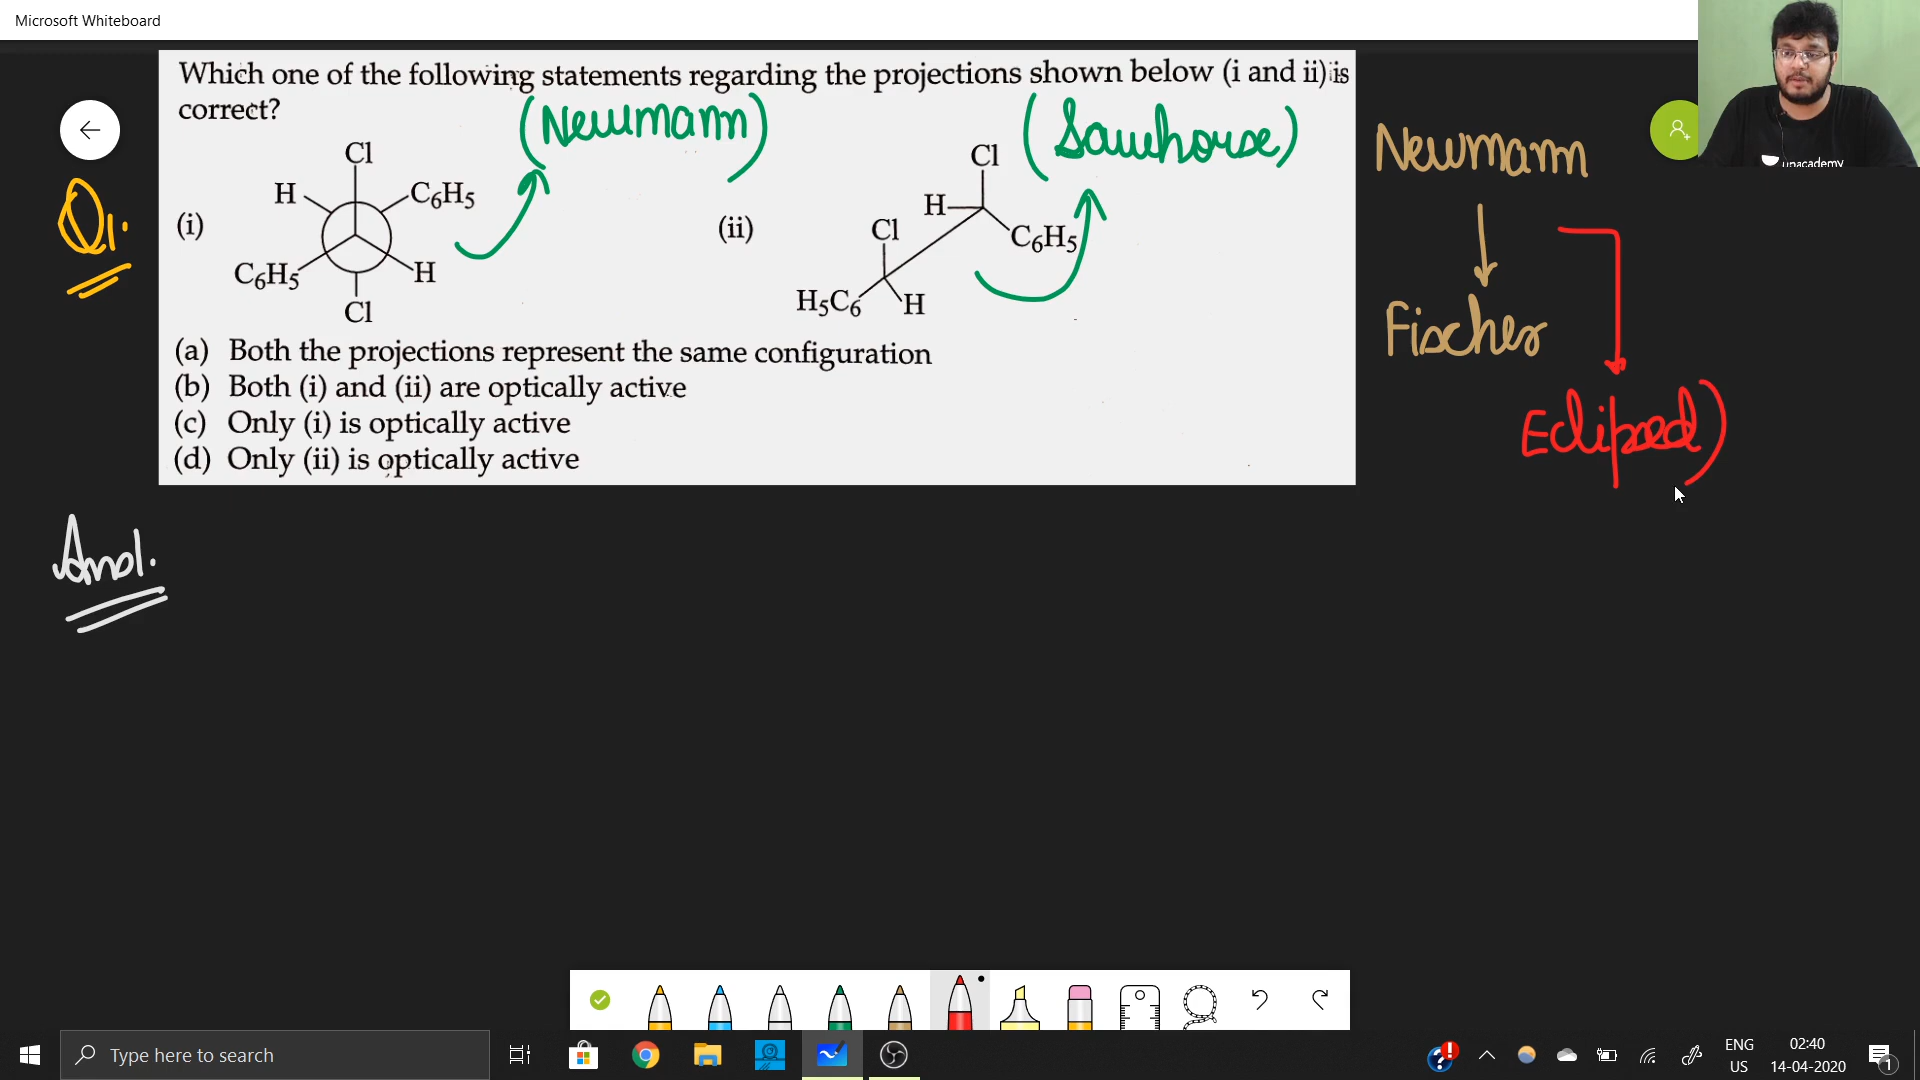 Microsoft Whiteboard
Which one of the following statements regarding the projections shown below (i and ii) is
correct?
(Newmann)
(Sawhorse)
Newmann
unacademy
Q1.
(i)
Cl
H
C6H5
C6H5
H
Cl
(ii)
Cl
H
C6H5
Cl
H5C6
H
Fischer
Eclipsed)
(a) Both the projections represent the same configuration
(b) Both (i) and (ii) are optically active
(c) Only (i) is optically active
(d) Only (ii) is optically active
Type here to search
ENG
US
02:40
14-04-2020
1